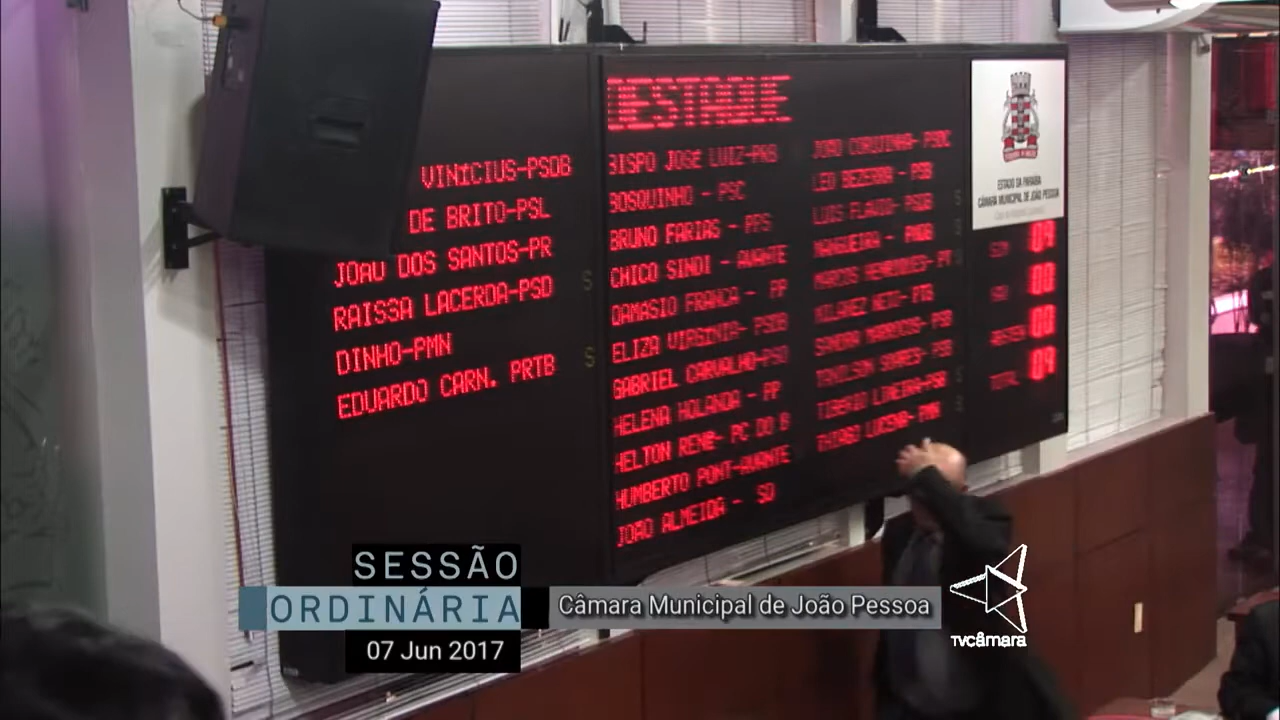 DESTAQUE
VINICIUS-PSDB
DE BRITO-PSL
JOAO DOS SANTOS-PR
RAISSA LACERDA-PSD
S
DINHO-PMN
EDUARDO CARN. PRTB
S
BISPO JOSE LUIZ-PRB
BOSQUINHO - PSC
BRUNO FARIAS - PPS
CHICO SINDI - AVANTE
DAMASIO FRANCA - PP
ELIZA VIRGINIA- PSDB
GABRIEL CARVALHO-PSD
HELENA HOLANDA - PP
HELTON RENE- PC DO B
HUMBERTO PONT-AVANTE
JOAO ALMEIDA - SD
JOAO CORUJINHA- PSDC
LEO BEZERRA - PSB
LUIS FLAVIO- PSDB
MANGUEIRA - PMDB
MARCOS HENRIQUES- PT
MILANEZ NETO- PTB
SANDRA MARROCOS- PSB
TANILSON SOARES- PSB
TIBERIO LIMEIRA-PSB
THIAGO LUCENA- PMN
ESTADO DA PARAÍBA
CÂMARA MUNICIPAL DE JOÃO PESSOA
SIM 09
NAO 00
ABSTEN 00
TOTAL 09
SESSÃO
ORDINÁRIA
07 Jun 2017
Câmara Municipal de João Pessoa
TVCÂMARA